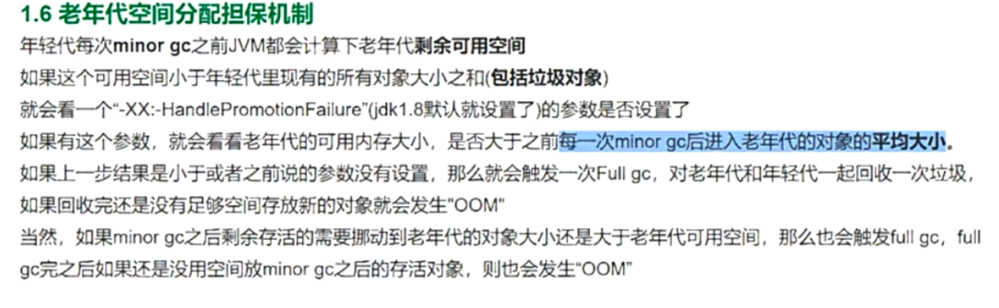 1.6 老年代空间分配担保机制
年轻代每次minor gc之前JVM都会计算下老年代剩余可用空间
如果这个可用空间小于年轻代里现有的所有对象大小之和(包括垃圾对象)
就会看一个“-XX:-HandlePromotionFailure”(jdk1.8默认就设置了)的参数是否设置了
如果有这个参数，就会看看老年代的可用内存大小，是否大于之前每一次minor gc后进入老年代的对象的平均大小。
如果上一步结果是小于或者之前说的参数没有设置，那么就会触发一次Full gc，对老年代和年轻代一起回收一次垃圾，
如果回收完还是没有足够空间存放新的对象就会发生"OOM"
当然，如果minor gc之后剩余存活的需要挪动到老年代的对象大小还是大于老年代可用空间，那么也会触发full gc，full
gc完之后如果还是没用空间放minor gc之后的存活对象，则也会发生“OOM”